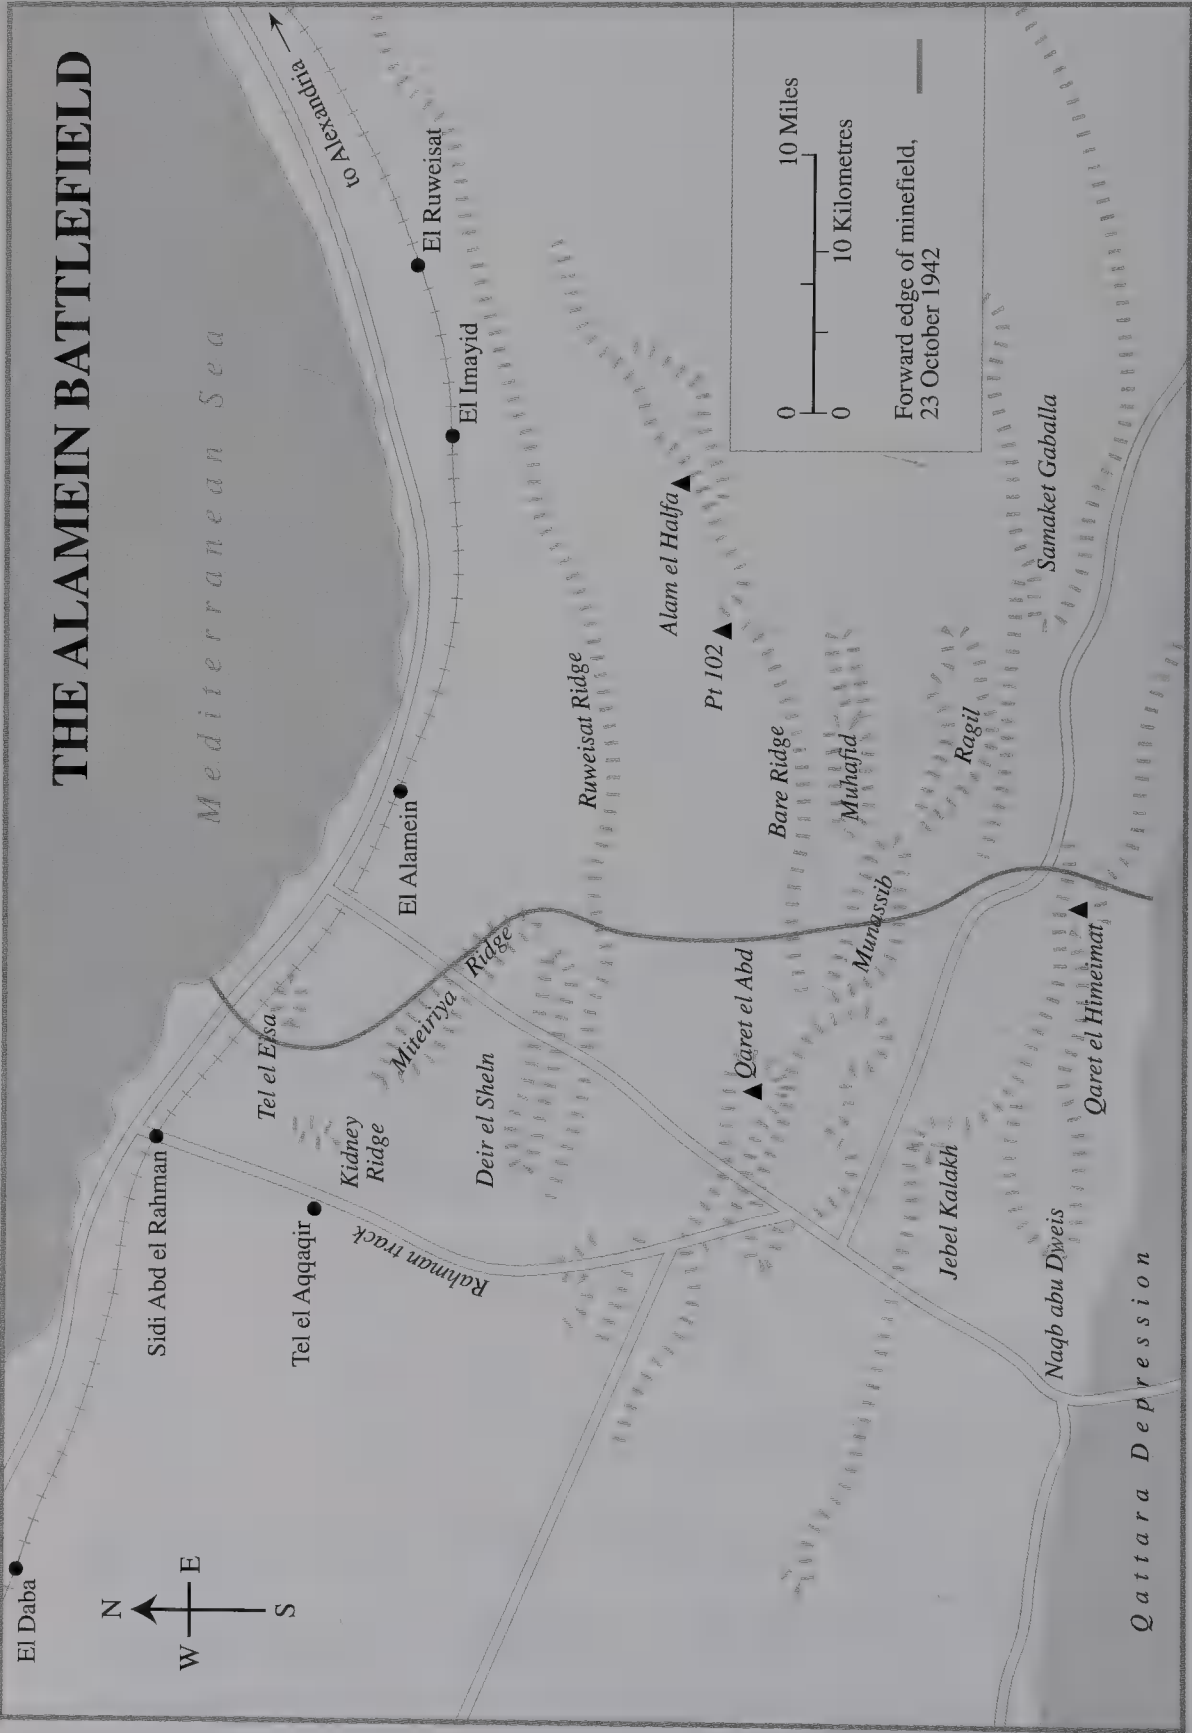 THE ALAMEIN BATTLEFIELD
Mediterranean Sea
to Alexandria
El Daba
N
W E
S
Sidi Abd el Rahman
Tel el Eisa
El Alamein
El Imayid
El Ruweisat
Tel el Aqqaqir
Kidney
Ridge
Miteiriya Ridge
Rahman track
Deir el Sheln
Ruweisat Ridge
Alam el Halfa
Pt 102
Qaret el Abd
Bare Ridge
Muhafid
Munassib
Ragil
Samaket Gaballa
Jebel Kalakh
Naqb abu Dweis
Qaret el Himeimat
Qattara Depression
0 10 Miles
0 10 Kilometres
Forward edge of minefield,
23 October 1942